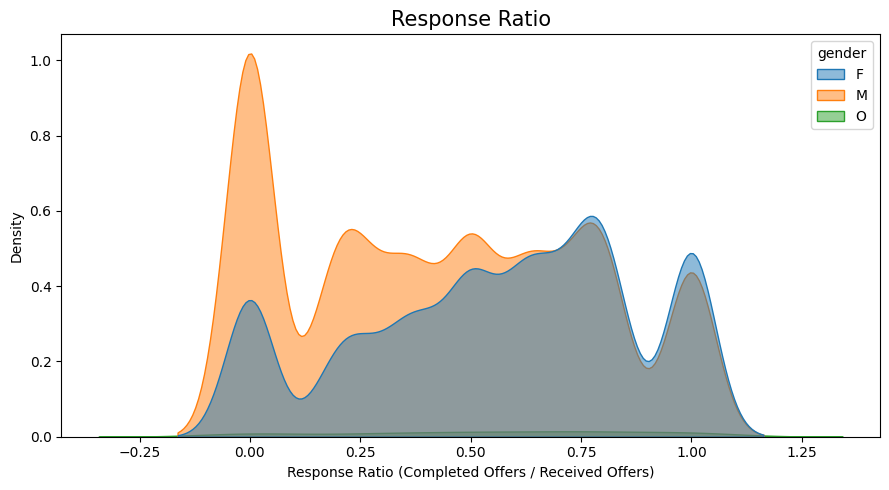 Response Ratio
gender
F
M
O
1.0
0.8
0.6
0.4
0.2
0.0
Density
−0.25 0.00 0.25 0.50 0.75 1.00 1.25
Response Ratio (Completed Offers / Received Offers)